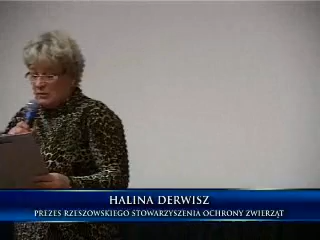 HALINA DERWISZ
PREZES RZESZOWSKIEGO STOWARZYSZENIA OCHRONY ZWIERZĄT